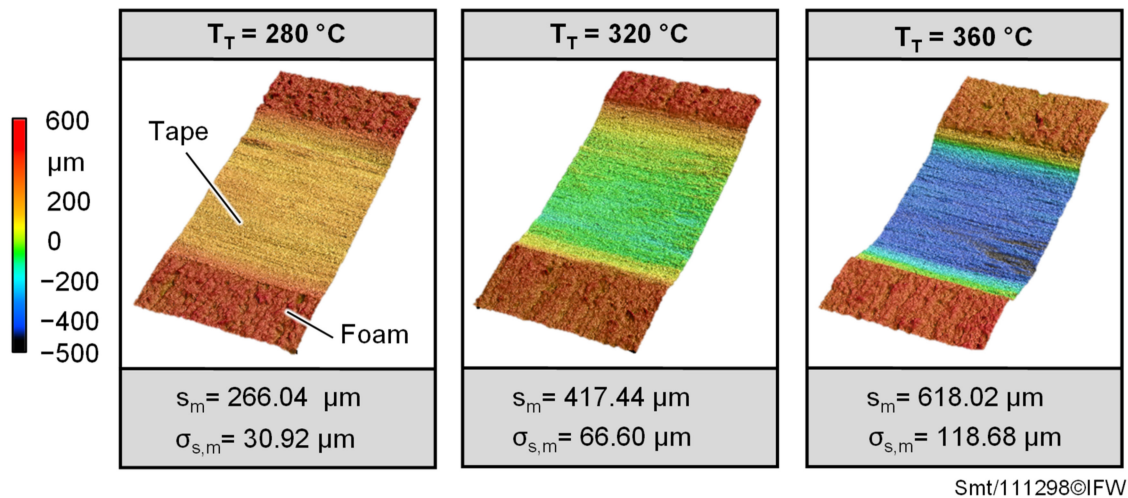 T_T = 280 °C
T_T = 320 °C
T_T = 360 °C
600
µm
200
0
−200
−400
−500
Tape
Foam
s_m= 266.04 µm
σ_s,m= 30.92 µm
s_m= 417.44 µm
σ_s,m= 66.60 µm
s_m= 618.02 µm
σ_s,m= 118.68 µm
Smt/111298©IFW